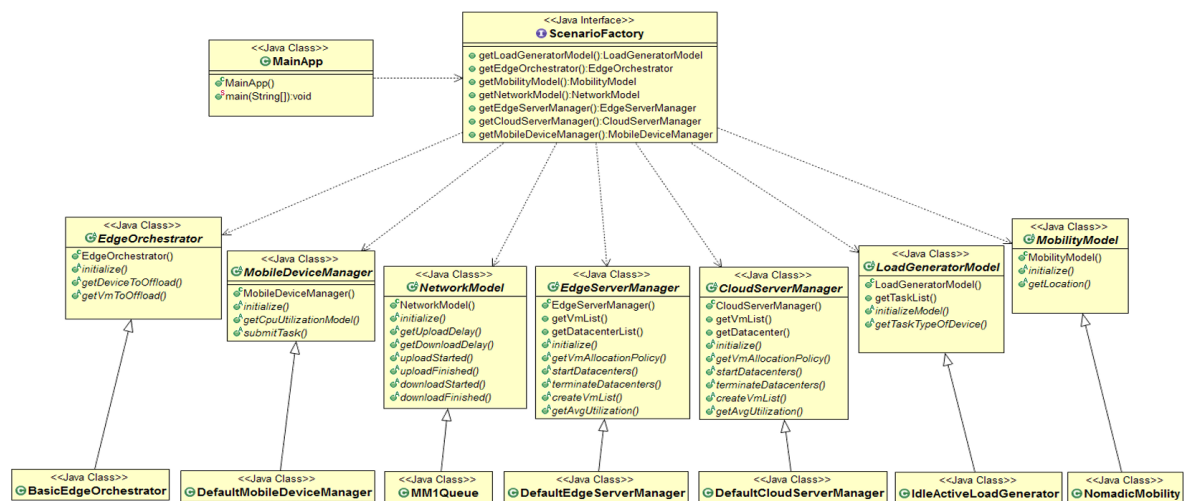 <<Java Interface>>
ScenarioFactory
getLoadGeneratorModel():LoadGeneratorModel
getEdgeOrchestrator():EdgeOrchestrator
getMobilityModel():MobilityModel
getNetworkModel():NetworkModel
getEdgeServerManager():EdgeServerManager
getCloudServerManager():CloudServerManager
getMobileDeviceManager():MobileDeviceManager
<<Java Class>>
MainApp
MainApp()
main(String[]):void
<<Java Class>>
EdgeOrchestrator
EdgeOrchestrator()
initialize()
getDeviceToOffload()
getVmToOffload()
<<Java Class>>
MobileDeviceManager
MobileDeviceManager()
initialize()
getCpuUtilizationModel()
submitTask()
<<Java Class>>
NetworkModel
NetworkModel()
initialize()
getUploadDelay()
getDownloadDelay()
uploadStarted()
uploadFinished()
downloadStarted()
downloadFinished()
<<Java Class>>
EdgeServerManager
EdgeServerManager()
getVmList()
getDatacenterList()
initialize()
getVmAllocationPolicy()
startDatacenters()
terminateDatacenters()
createVmList()
getAvgUtilization()
<<Java Class>>
CloudServerManager
CloudServerManager()
getVmList()
getDatacenter()
initialize()
getVmAllocationPolicy()
startDatacenters()
terminateDatacenters()
createVmList()
getAvgUtilization()
<<Java Class>>
LoadGeneratorModel
LoadGeneratorModel()
getTaskList()
initializeModel()
getTaskTypeOfDevice()
<<Java Class>>
MobilityModel
MobilityModel()
initialize()
getLocation()
<<Java Class>>
BasicEdgeOrchestrator
<<Java Class>>
DefaultMobileDeviceManager
<<Java Class>>
MM1Queue
<<Java Class>>
DefaultEdgeServerManager
<<Java Class>>
DefaultCloudServerManager
<<Java Class>>
IdleActiveLoadGenerator
<<Java Class>>
NomadicMobility